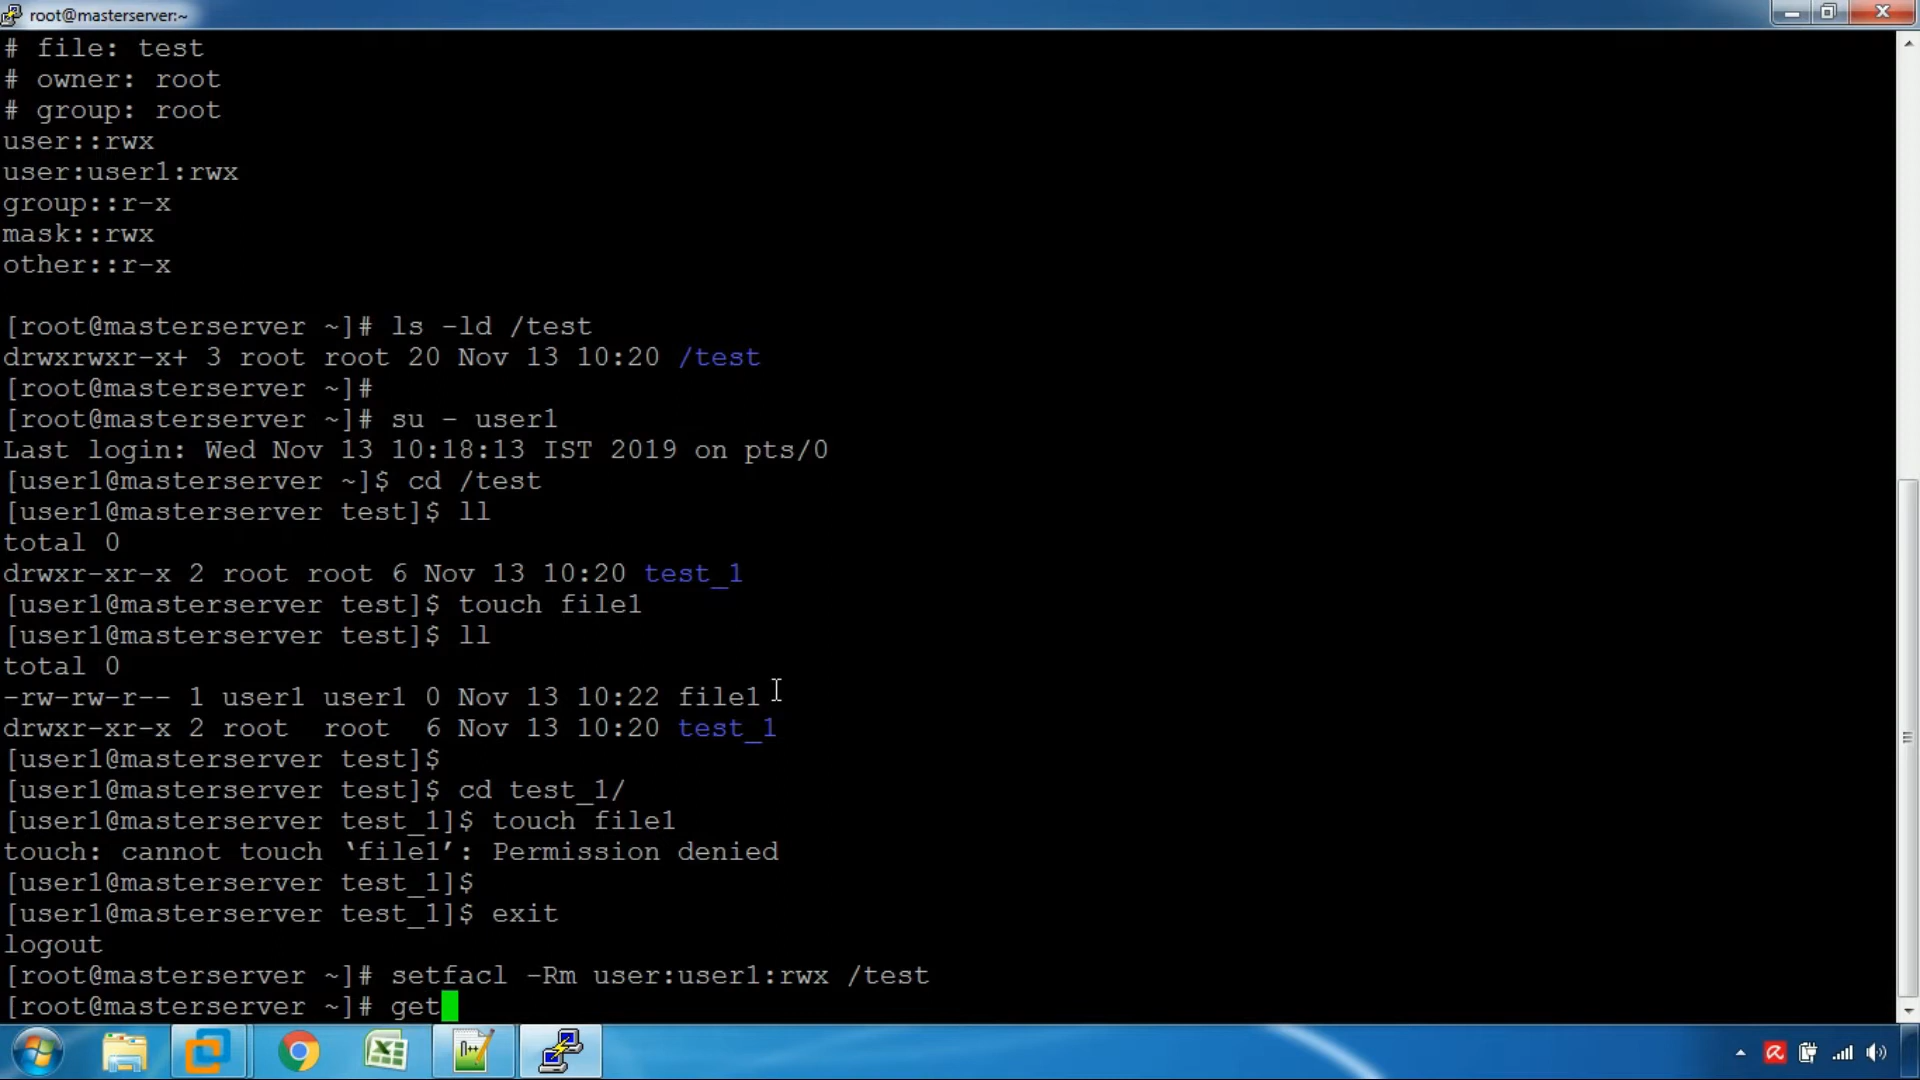 root@masterserver:~
# file: test
# owner: root
# group: root
user::rwx
user:user1:rwx
group::r-x
mask::rwx
other::r-x
[root@masterserver ~]# ls -ld /test
drwxrwxr-x+ 3 root root 20 Nov 13 10:20 /test
[root@masterserver ~]#
[root@masterserver ~]# su - user1
Last login: Wed Nov 13 10:18:13 IST 2019 on pts/0
[user1@masterserver ~]$ cd /test
[user1@masterserver test]$ ll
total 0
drwxr-xr-x 2 root root 6 Nov 13 10:20 test_1
[user1@masterserver test]$ touch file1
[user1@masterserver test]$ ll
total 0
-rw-rw-r-- 1 user1 user1 0 Nov 13 10:22 file1
drwxr-xr-x 2 root  root  6 Nov 13 10:20 test_1
[user1@masterserver test]$
[user1@masterserver test]$ cd test_1/
[user1@masterserver test_1]$ touch file1
touch: cannot touch ‘file1’: Permission denied
[user1@masterserver test_1]$
[user1@masterserver test_1]$ exit
logout
[root@masterserver ~]# setfacl -Rm user:user1:rwx /test
[root@masterserver ~]# get